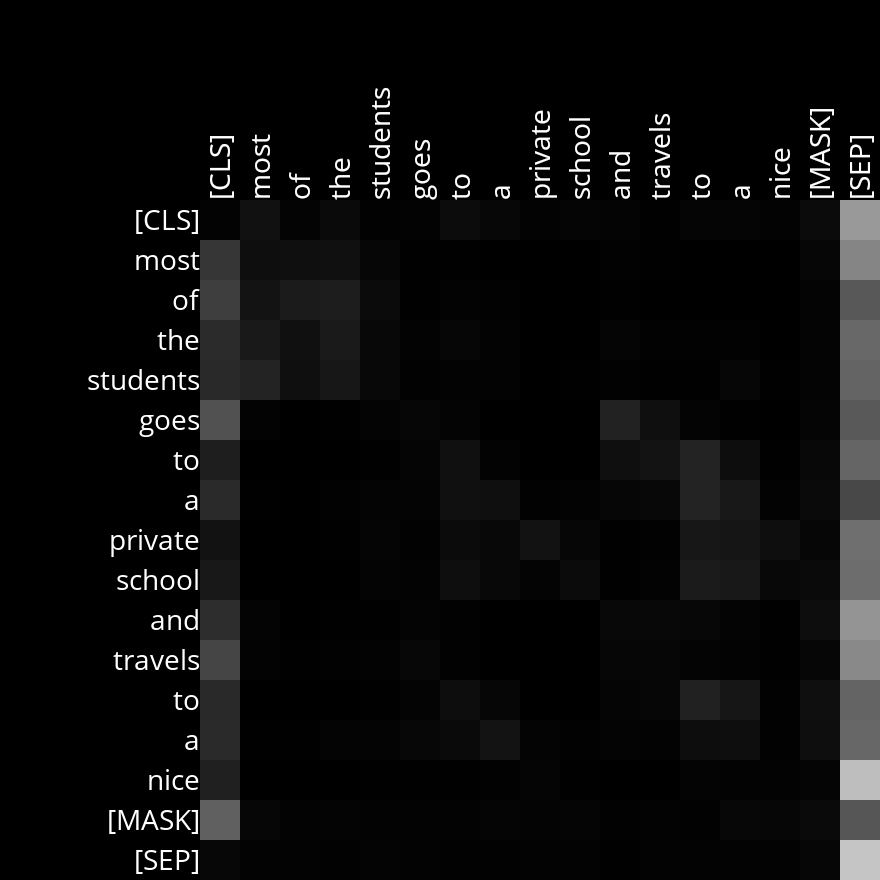 [CLS] most of the students goes to a private school and travels to a nice [MASK] [SEP]
[CLS]
most
of
the
students
goes
to
a
private
school
and
travels
to
a
nice
[MASK]
[SEP]